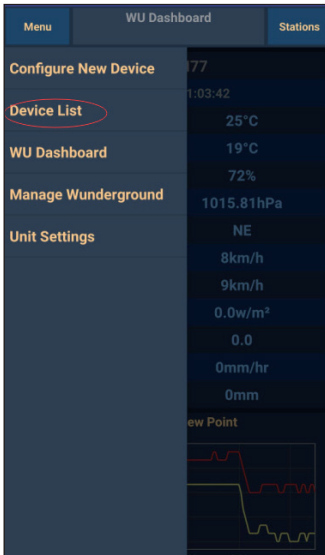 Menu
WU Dashboard
Stations
Configure New Device
177
1:03:42
Device List
25°C
WU Dashboard
19°C
72%
Manage Wunderground
1015.81hPa
Unit Settings
NE
8km/h
9km/h
0.0w/m²
0.0
0mm/hr
0mm
ew Point